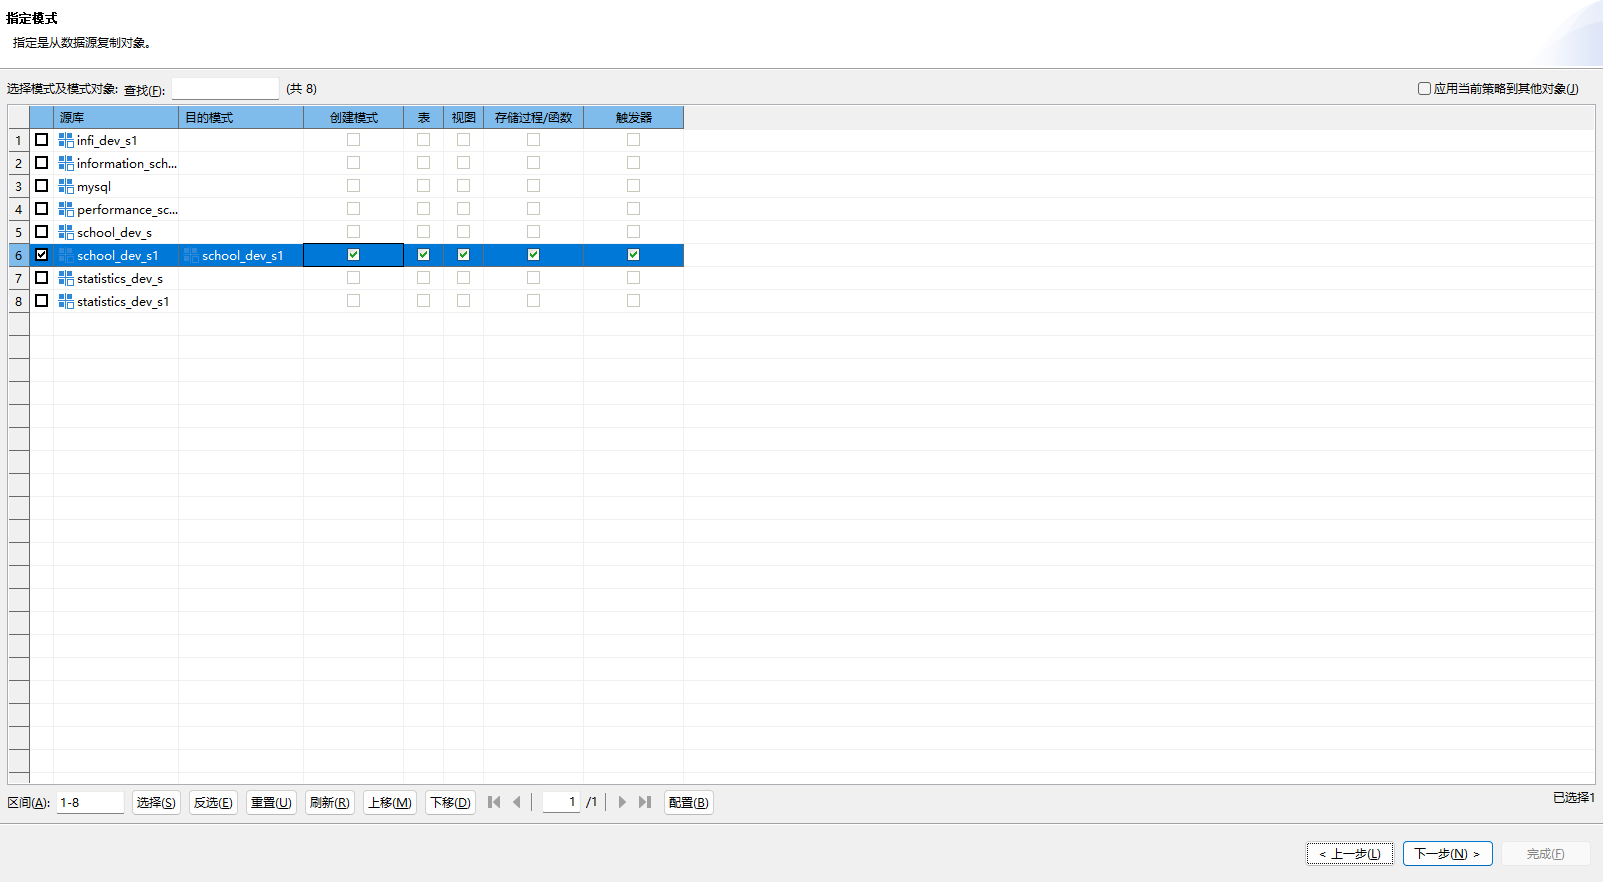 指定模式
指定是从数据源复制对象。
选择模式及模式对象: 查找(F): (共 8) 应用当前策略到其他对象(J)
源库 目的模式 创建模式 表 视图 存储过程/函数 触发器
1 infi_dev_s1
2 information_sch...
3 mysql
4 performance_sc...
5 school_dev_s
6 school_dev_s1 school_dev_s1
7 statistics_dev_s
8 statistics_dev_s1
区间(A): 1-8 选择(S) 反选(E) 重置(U) 刷新(R) 上移(M) 下移(D) 1 /1 配置(B) 已选择1
< 上一步(L) 下一步(N) > 完成(F)